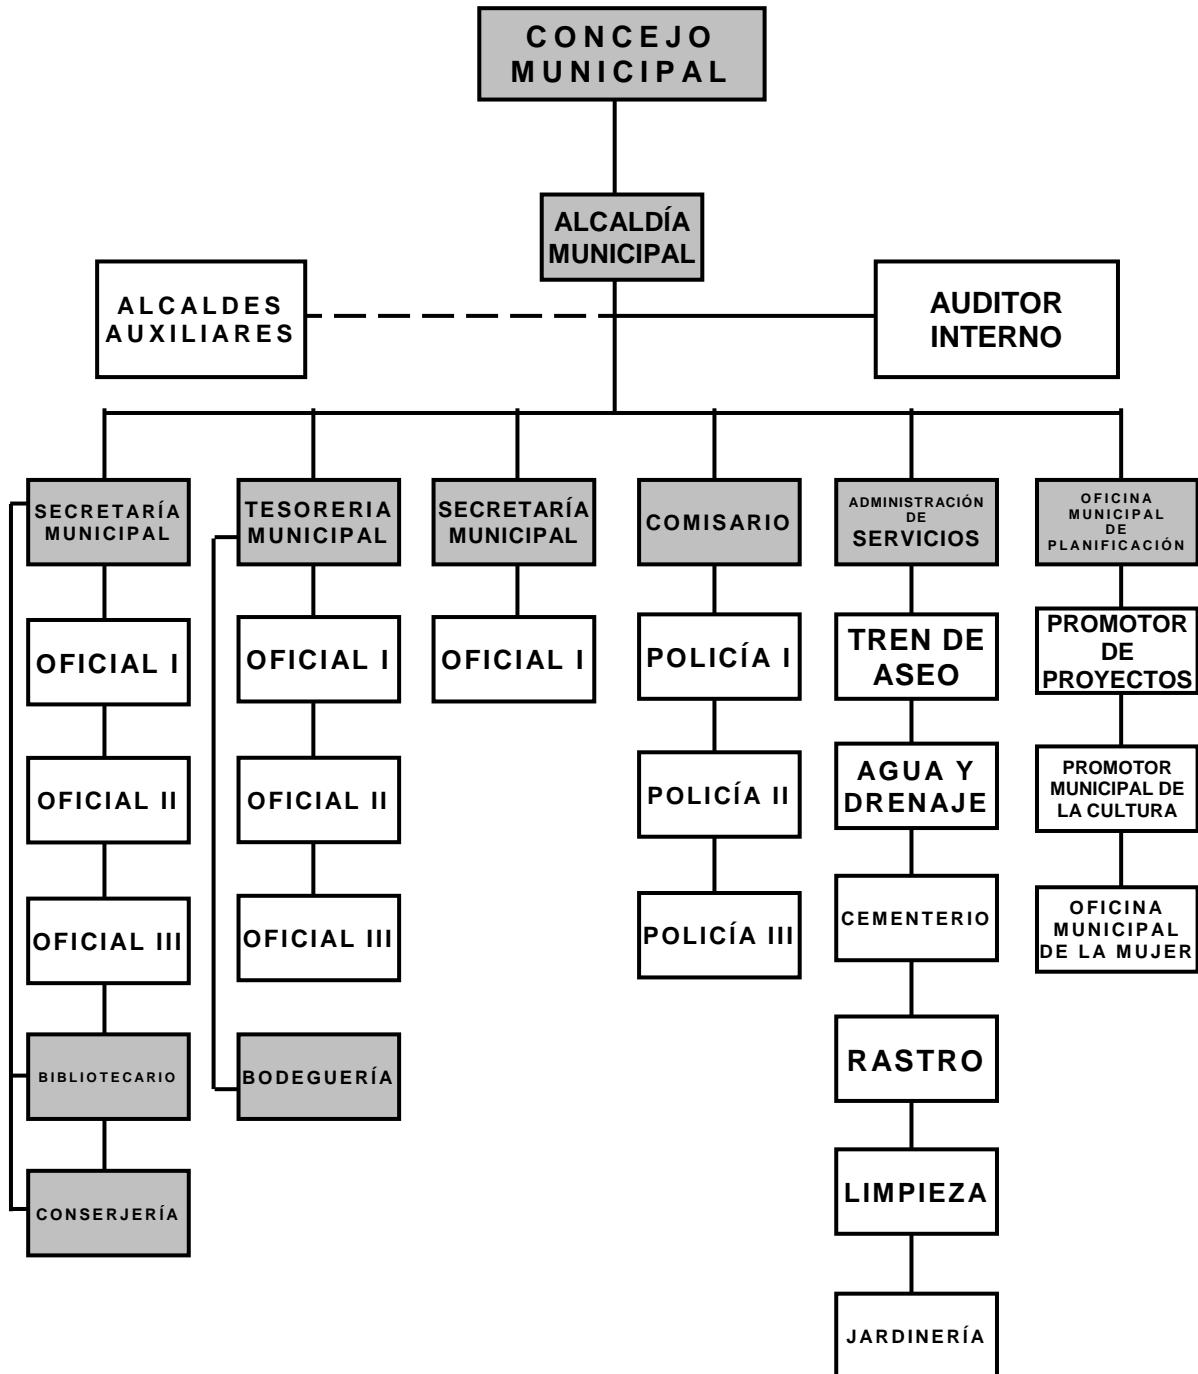 CONCEJO
MUNICIPAL
ALCALDÍA
MUNICIPAL
ALCALDES
AUXILIARES
AUDITOR
INTERNO
SECRETARÍA
MUNICIPAL
TESORERIA
MUNICIPAL
SECRETARÍA
MUNICIPAL
COMISARIO
ADMINISTRACIÓN
DE
SERVICIOS
OFICINA
MUNICIPAL
DE
PLANIFICACIÓN
OFICIAL I
OFICIAL I
OFICIAL I
POLICÍA I
TREN DE
ASEO
PROMOTOR
DE
PROYECTOS
OFICIAL II
OFICIAL II
POLICÍA II
AGUA Y
DRENAJE
PROMOTOR
MUNICIPAL DE
LA CULTURA
OFICIAL III
OFICIAL III
POLICÍA III
CEMENTERIO
OFICINA
MUNICIPAL
DE LA MUJER
BIBLIOTECARIO
BODEGUERÍA
RASTRO
CONSERJERÍA
LIMPIEZA
JARDINERÍA